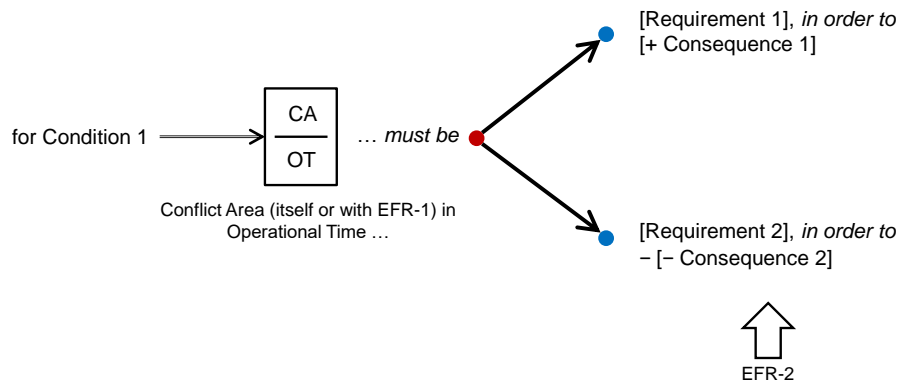 [Requirement 1], in order to
[+ Consequence 1]
for Condition 1
CA
OT
… must be
Conflict Area (itself or with EFR-1) in
Operational Time …
[Requirement 2], in order to
− [− Consequence 2]
EFR-2